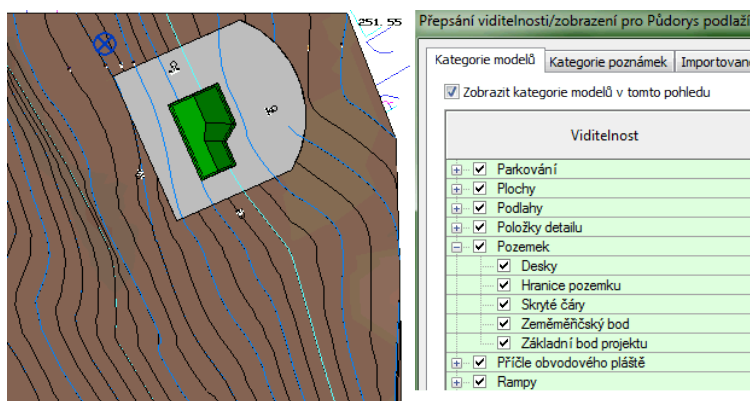 251.55
Přepsání viditelnosti/zobrazení pro Půdorys podlaží
Kategorie modelů
Kategorie poznámek
Importované
Zobrazit kategorie modelů v tomto pohledu
Viditelnost
Parkování
Plochy
Podlahy
Položky detailu
Pozemek
Desky
Hranice pozemku
Skryté čáry
Zeměměřičský bod
Základní bod projektu
Příčle obvodového pláště
Rampy